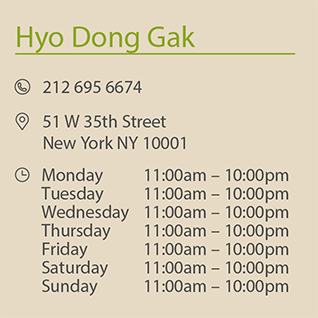 Hyo Dong Gak
212 695 6674
51 W 35th Street
New York NY 10001
Monday 11:00am – 10:00pm
Tuesday 11:00am – 10:00pm
Wednesday 11:00am – 10:00pm
Thursday 11:00am – 10:00pm
Friday 11:00am – 10:00pm
Saturday 11:00am – 10:00pm
Sunday 11:00am – 10:00pm